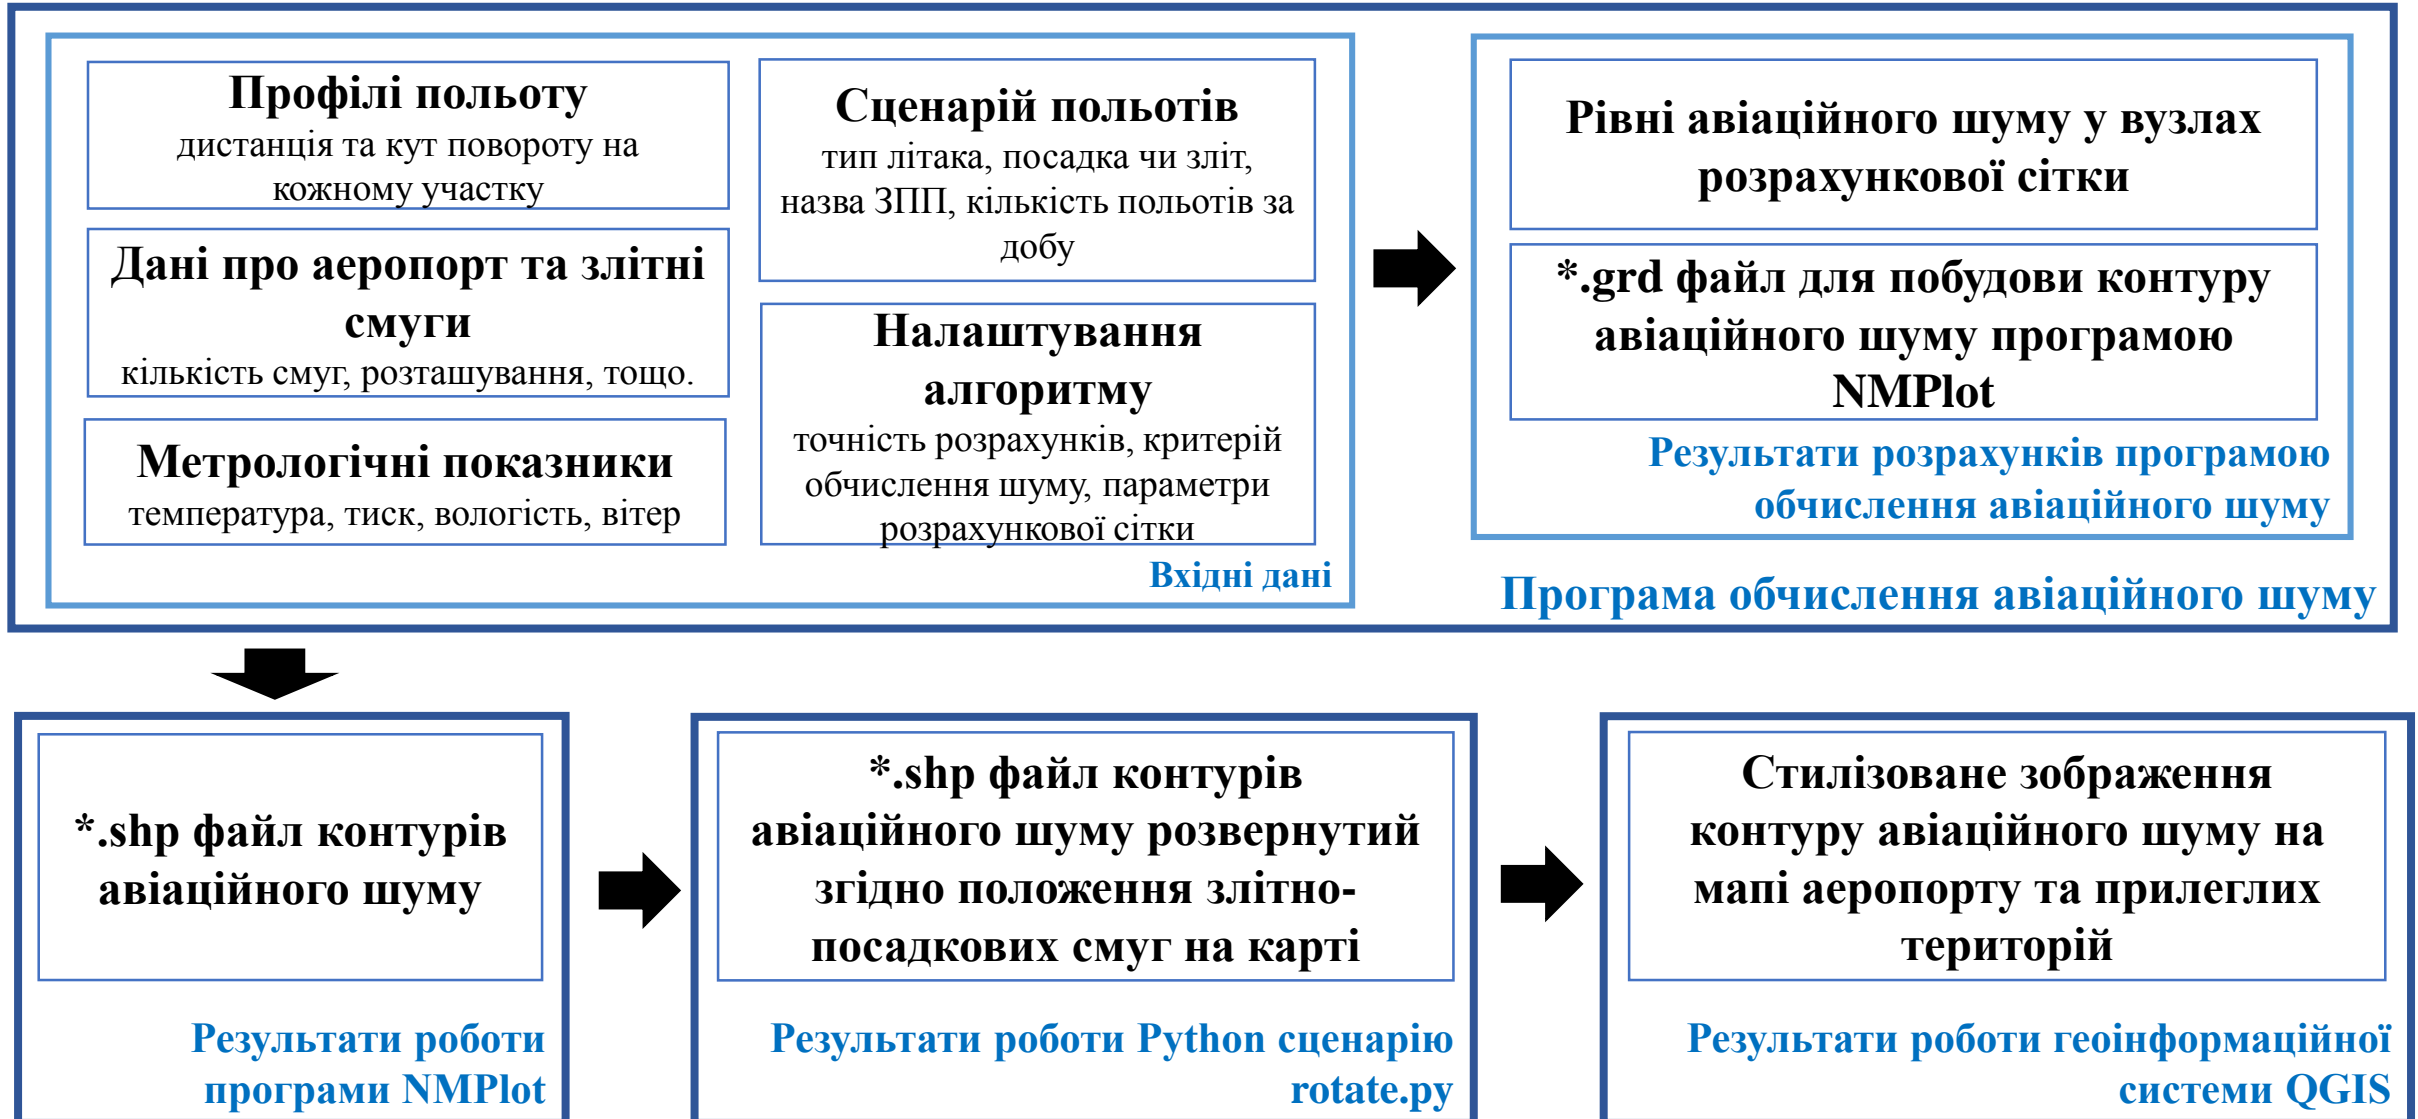 Профілі польоту
дистанція та кут повороту на
кожному участку
Дані про аеропорт та злітні
смуги
кількість смуг, розташування, тощо.
Метрологічні показники
температура, тиск, вологість, вітер
Сценарій польотів
тип літака, посадка чи зліт,
назва ЗПП, кількість польотів за
добу
Налаштування
алгоритму
точність розрахунків, критерій
обчислення шуму, параметри
розрахункової сітки
Вхідні дані
Рівні авіаційного шуму у вузлах
розрахункової сітки
*.grd файл для побудови контуру
авіаційного шуму програмою
NMPlot
Результати розрахунків програмою
обчислення авіаційного шуму
Програма обчислення авіаційного шуму
*.shp файл контурів
авіаційного шуму
Результати роботи
програми NMPlot
*.shp файл контурів
авіаційного шуму розвернутий
згідно положення злітно-
посадкових смуг на карті
Результати роботи Python сценарію
rotate.py
Стилізоване зображення
контуру авіаційного шуму на
мапі аеропорту та прилеглих
територій
Результати роботи геоінформаційної
системи QGIS